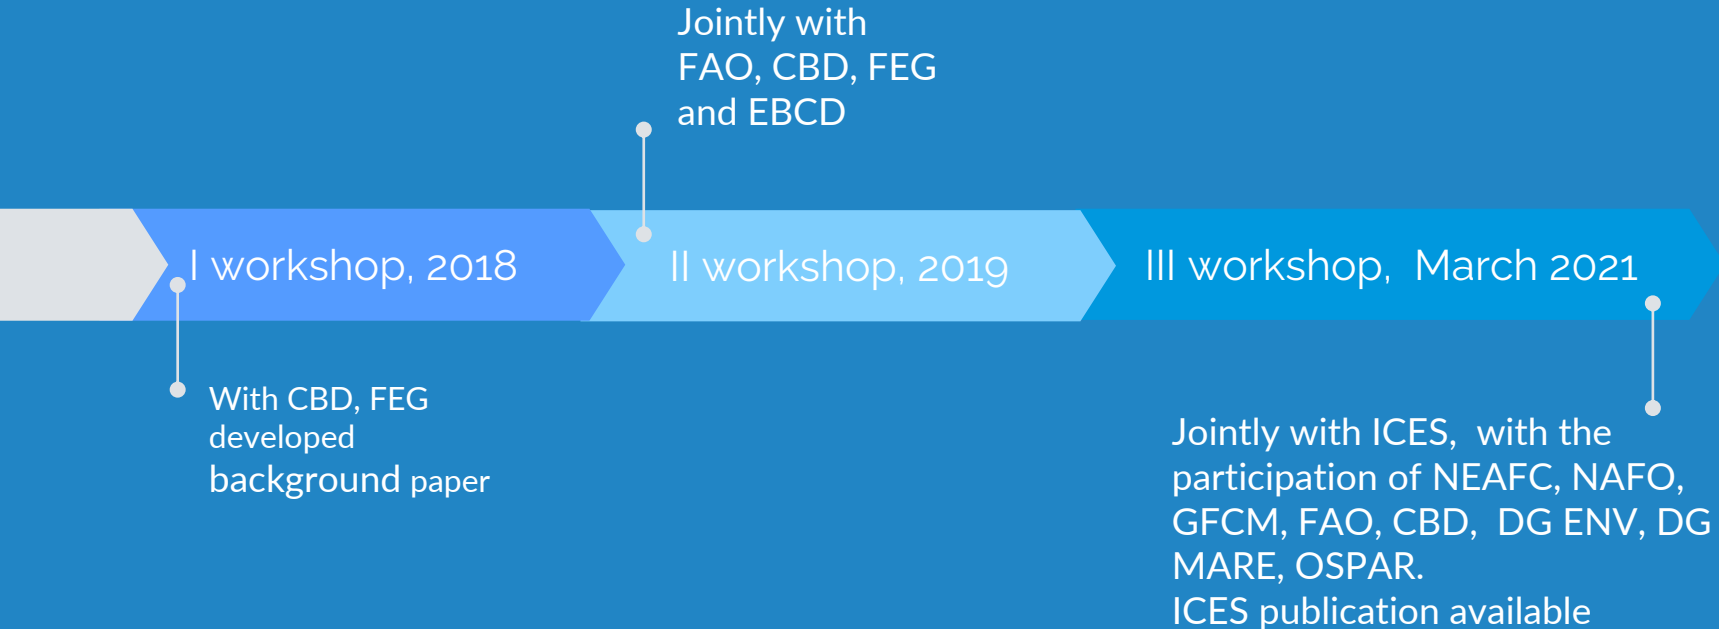 Jointly with
FAO, CBD, FEG
and EBCD
I workshop, 2018
II workshop, 2019
III workshop,  March 2021
With CBD, FEG
developed
background paper
Jointly with ICES,  with the
participation of NEAFC, NAFO,
GFCM, FAO, CBD,  DG ENV, DG
MARE, OSPAR.
ICES publication available